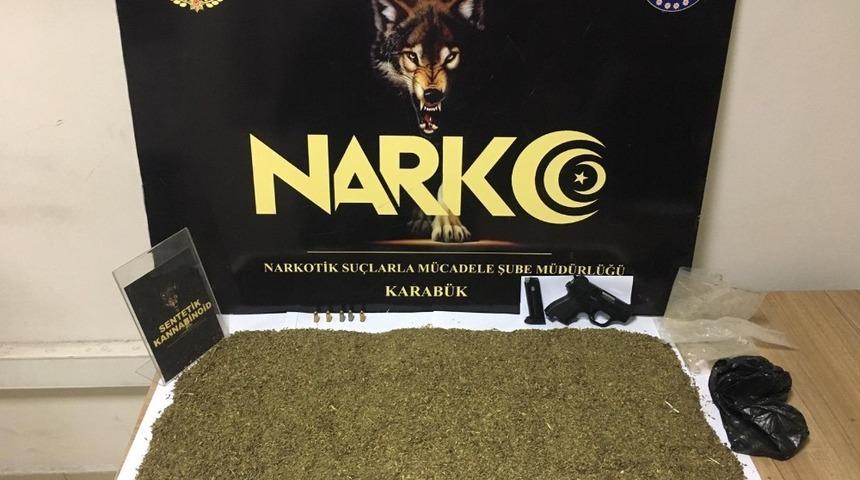 NARKO
NARKOTİK SUÇLARLA MÜCADELE ŞUBE MÜDÜRLÜĞÜ
KARABÜK
SENTETİK
KANNABİNOİD